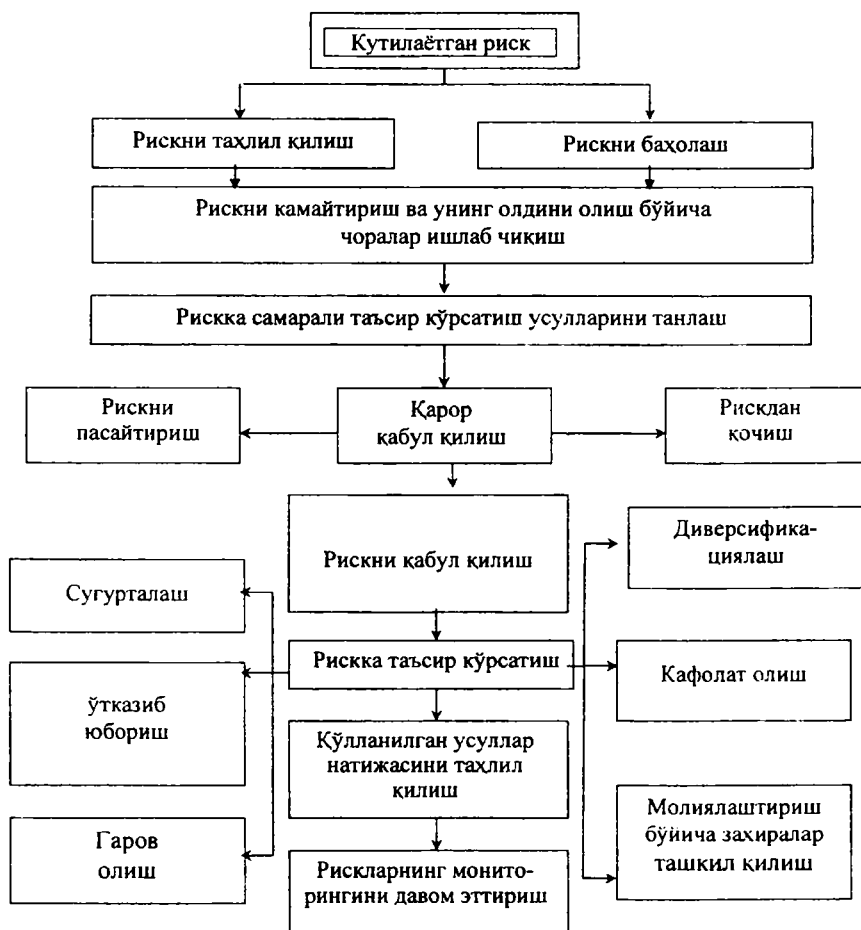 Кутилаётган риск
Рискни таҳлил қилиш
Рискни баҳолаш
Рискни камайтириш ва унинг олдини олиш бўйича
чоралар ишлаб чиқиш
Рискка самарали таъсир кўрсатиш усулларини танлаш
Рискни
пасайтириш
Қарор
қабул қилиш
Рисқдан
қочиш
Рискни қабул қилиш
Диверсифика-
циялаш
Суғурталаш
Рискка таъсир кўрсатиш
Кафолат олиш
ўтказиб
юбориш
Қўлланилган усуллар
натижасини таҳлил
қилиш
Молиялаштириш
бўйича захиралар
ташкил қилиш
Гаров
олиш
Рискларнинг монито-
рингини давом эттириш